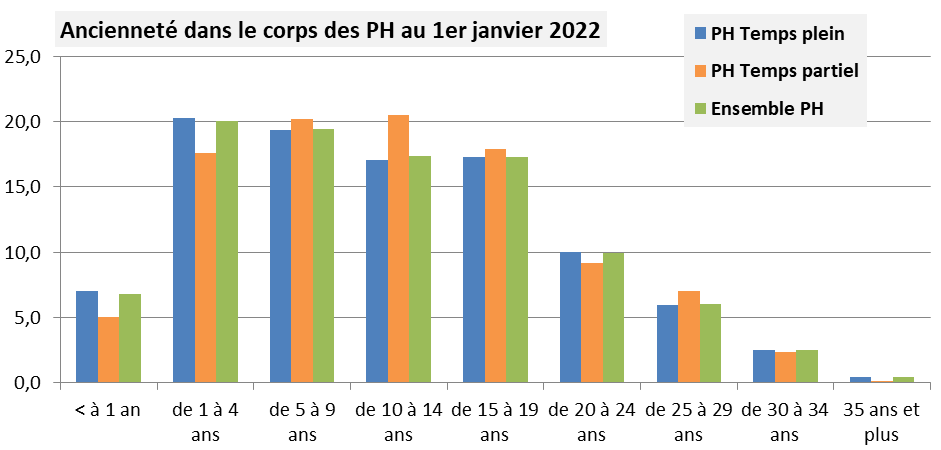 Ancienneté dans le corps des PH au 1er janvier 2022
PH Temps plein
PH Temps partiel
Ensemble PH
25,0
20,0
15,0
10,0
5,0
0,0
< à 1 an
de 1 à 4
ans
de 5 à 9
ans
de 10 à 14
ans
de 15 à 19
ans
de 20 à 24
ans
de 25 à 29
ans
de 30 à 34
ans
35 ans et
plus